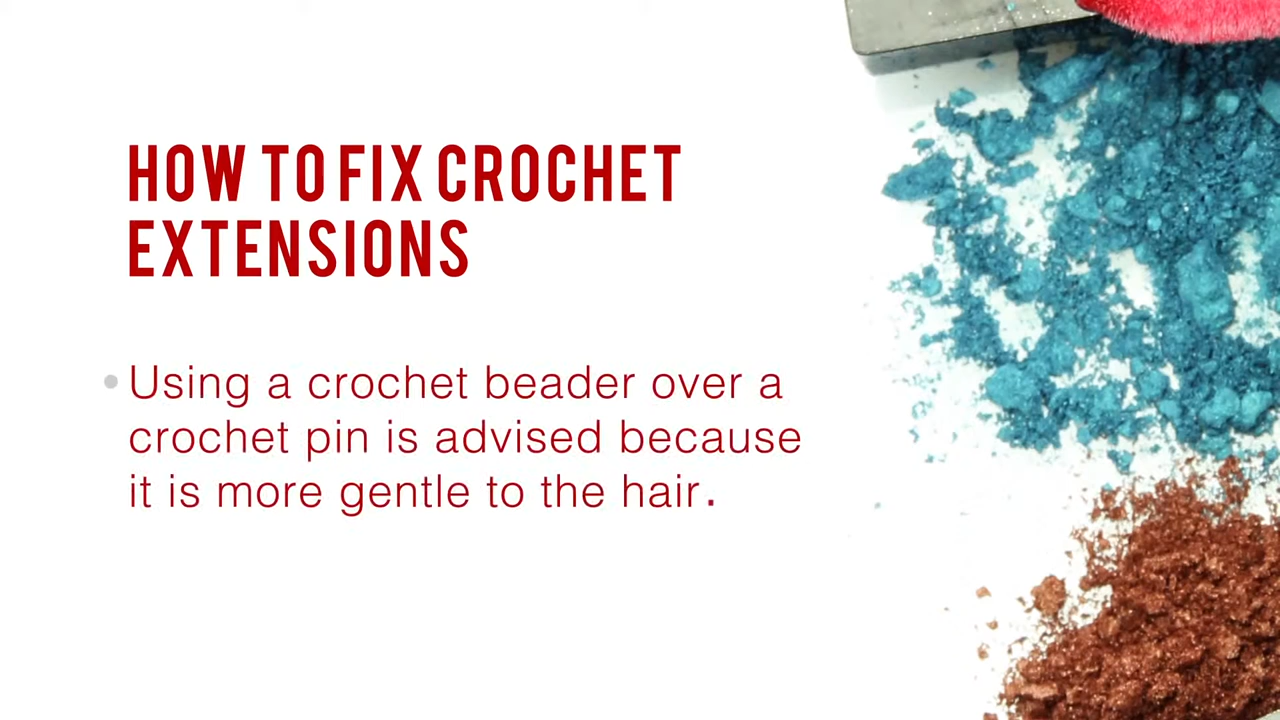 HOW TO FIX CROCHET
EXTENSIONS
• Using a crochet beader over a
crochet pin is advised because
it is more gentle to the hair.